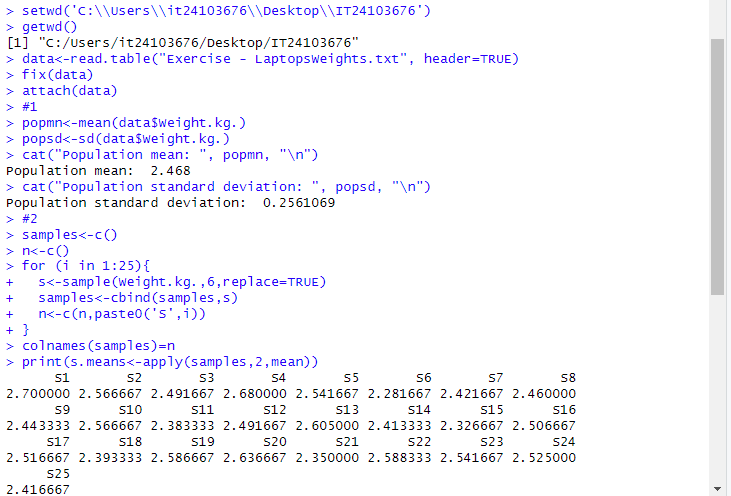 > setwd('C:\\Users\\it24103676\\Desktop\\IT24103676')
> getwd()
[1] "C:/Users/it24103676/Desktop/IT24103676"
> data<-read.table("Exercise - LaptopsWeights.txt", header=TRUE)
> fix(data)
> attach(data)
> #1
> popmn<-mean(data$Weight.kg.)
> popsd<-sd(data$Weight.kg.)
> cat("Population mean: ", popmn, "\n")
Population mean:  2.468
> cat("Population standard deviation: ", popsd, "\n")
Population standard deviation:  0.2561069
> #2
> samples<-c()
> n<-c()
> for (i in 1:25){
+   s<-sample(Weight.kg.,6,replace=TRUE)
+   samples<-cbind(samples,s)
+   n<-c(n,paste0('S',i))
+ }
> colnames(samples)=n
> print(s.means<-apply(samples,2,mean))
      S1       S2       S3       S4       S5       S6       S7       S8
2.700000 2.566667 2.491667 2.680000 2.541667 2.281667 2.421667 2.460000
      S9      S10      S11      S12      S13      S14      S15      S16
2.443333 2.566667 2.383333 2.491667 2.605000 2.413333 2.326667 2.506667
     S17      S18      S19      S20      S21      S22      S23      S24
2.516667 2.393333 2.586667 2.636667 2.350000 2.588333 2.541667 2.525000
     S25
2.416667